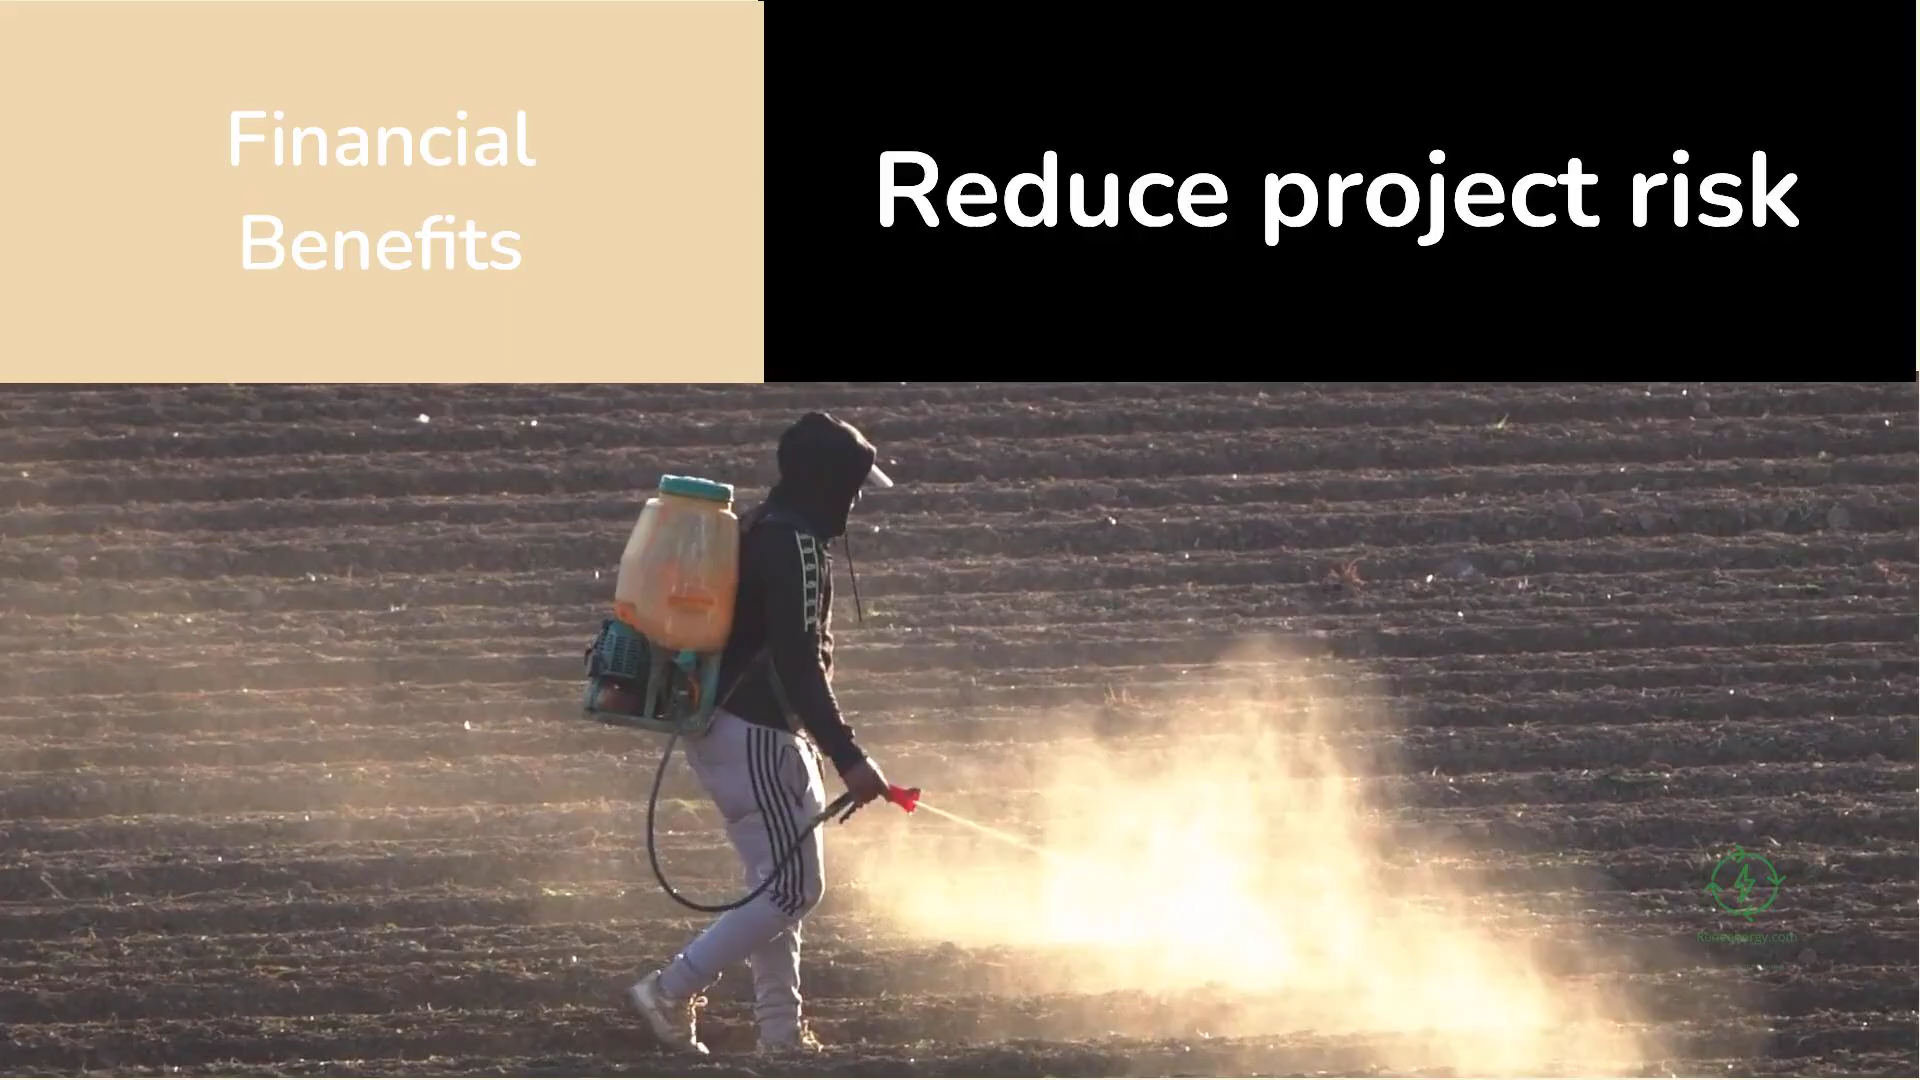 Financial
Benefits
Reduce project risk